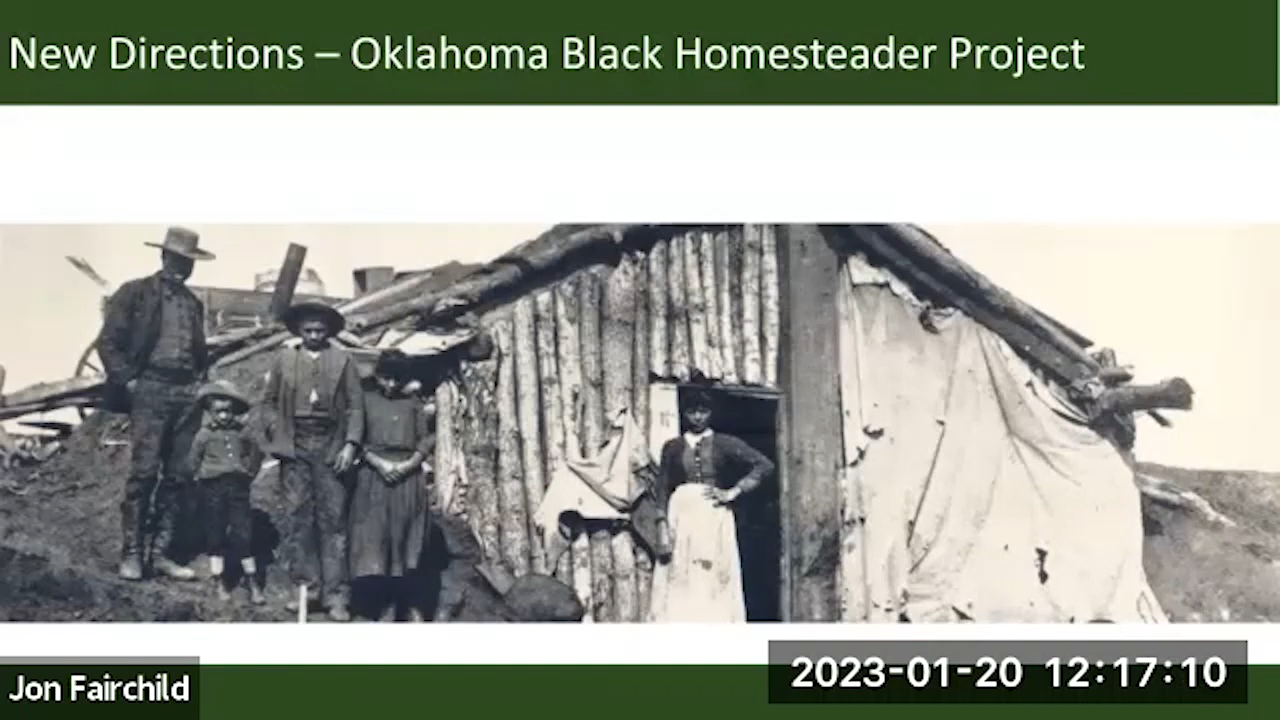 New Directions – Oklahoma Black Homesteader Project
Jon Fairchild
2023-01-20 12:17:10